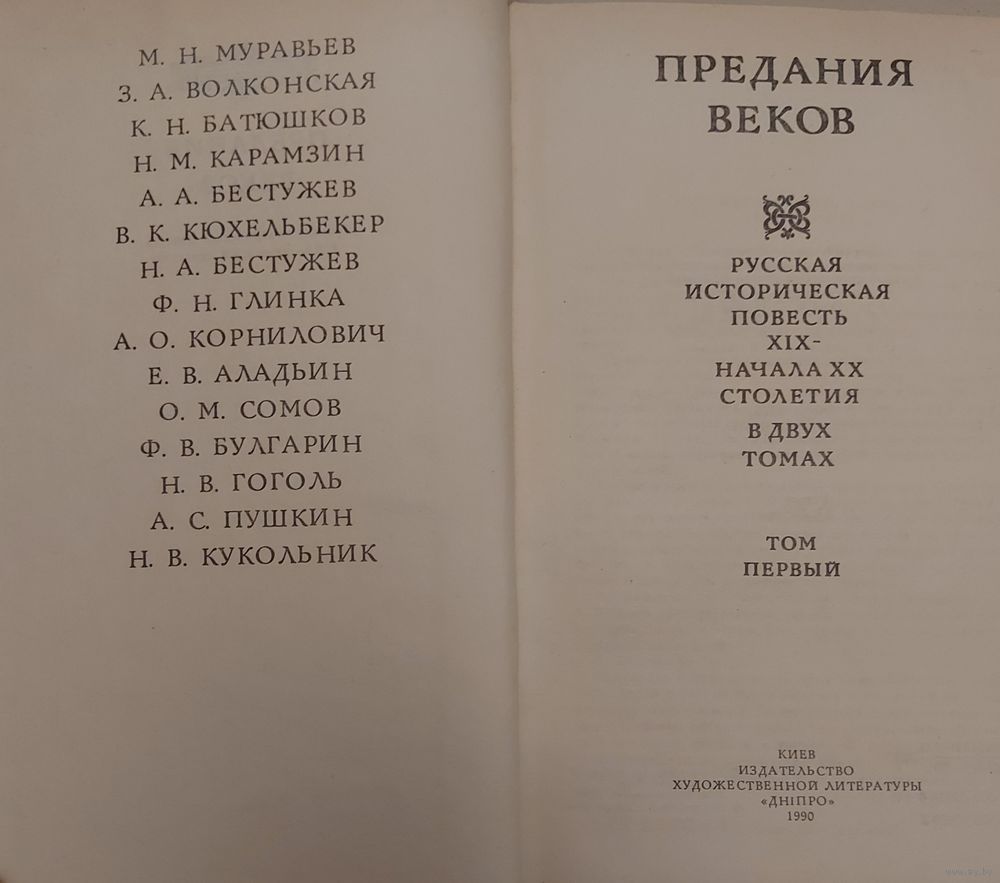 М. Н. МУРАВЬЕВ
З. А. ВОЛКОНСКАЯ
К. Н. БАТЮШКОВ
Н. М. КАРАМЗИН
А. А. БЕСТУЖЕВ
В. К. КЮХЕЛЬБЕКЕР
Н. А. БЕСТУЖЕВ
Ф. Н. ГЛИНКА
А. О. КОРНИЛОВИЧ
Е. В. АЛАДЬИН
О. М. СОМОВ
Ф. В. БУЛГАРИН
Н. В. ГОГОЛЬ
А. С. ПУШКИН
Н. В. КУКОЛЬНИК
ПРЕДАНИЯ
ВЕКОВ
РУССКАЯ
ИСТОРИЧЕСКАЯ
ПОВЕСТЬ
XIX-
НАЧАЛА XX
СТОЛЕТИЯ
В ДВУХ
ТОМАХ
ТОМ
ПЕРВЫЙ
КИЕВ
ИЗДАТЕЛЬСТВО
ХУДОЖЕСТВЕННОЙ ЛИТЕРАТУРЫ
«ДНІПРО»
1990